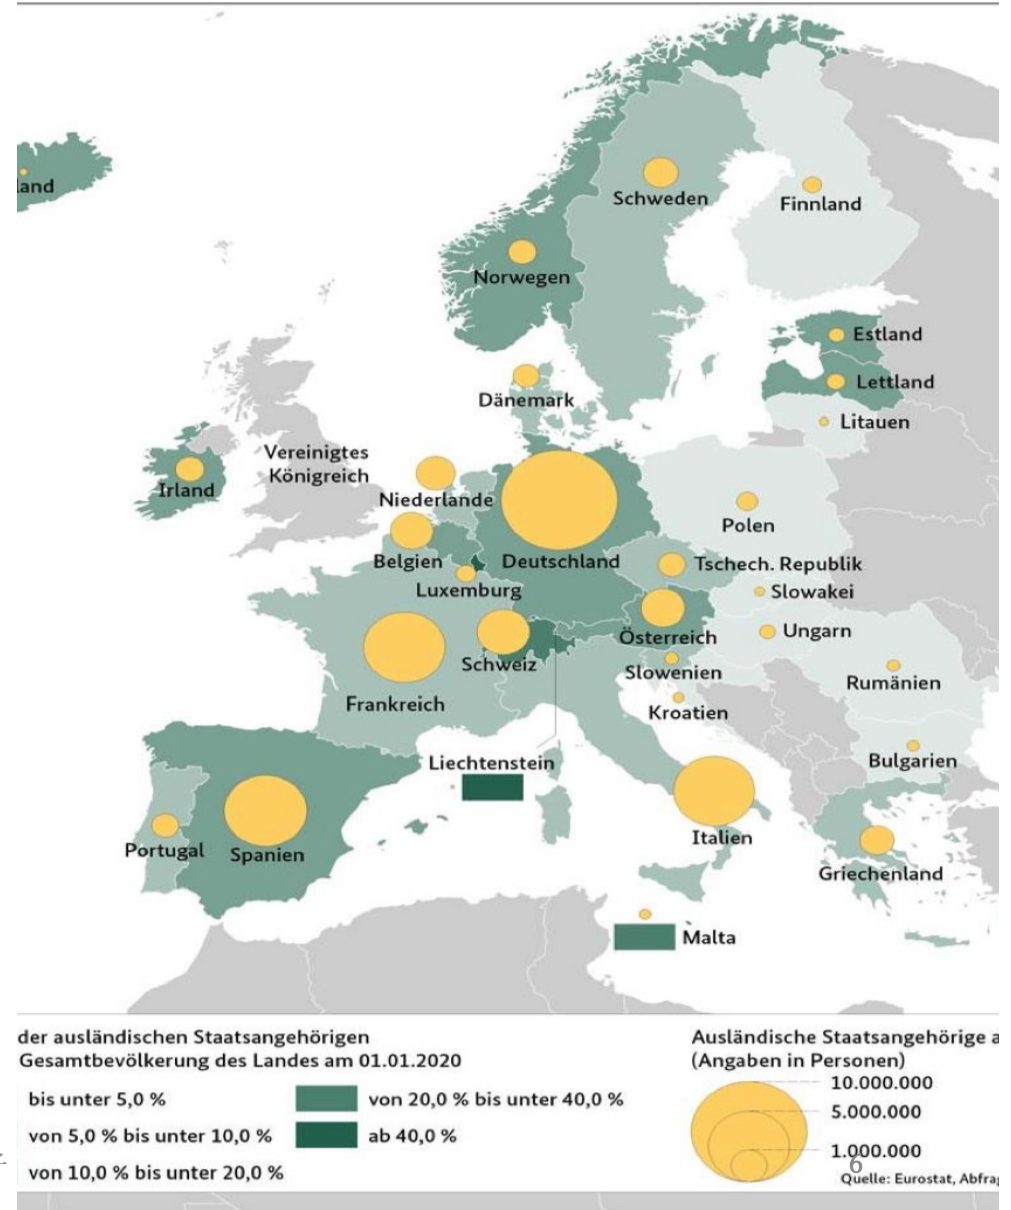 land
Schweden
Finnland
Norwegen
Estland
Lettland
Dänemark
Litauen
Vereinigtes
Königreich
Irland
Niederlande
Polen
Belgien
Deutschland
Tschech. Republik
Luxemburg
Slowakei
Österreich
Ungarn
Schweiz
Slowenien
Rumänien
Frankreich
Kroatien
Bulgarien
Liechtenstein
Italien
Portugal
Spanien
Griechenland
Malta
der ausländischen Staatsangehörigen
Gesamtbevölkerung des Landes am 01.01.2020
bis unter 5,0 %
von 5,0 % bis unter 10,0 %
von 10,0 % bis unter 20,0 %
von 20,0 % bis unter 40,0 %
ab 40,0 %
Ausländische Staatsangehörige a
(Angaben in Personen)
10.000.000
5.000.000
1.000.000
6
Quelle: Eurostat, Abfra